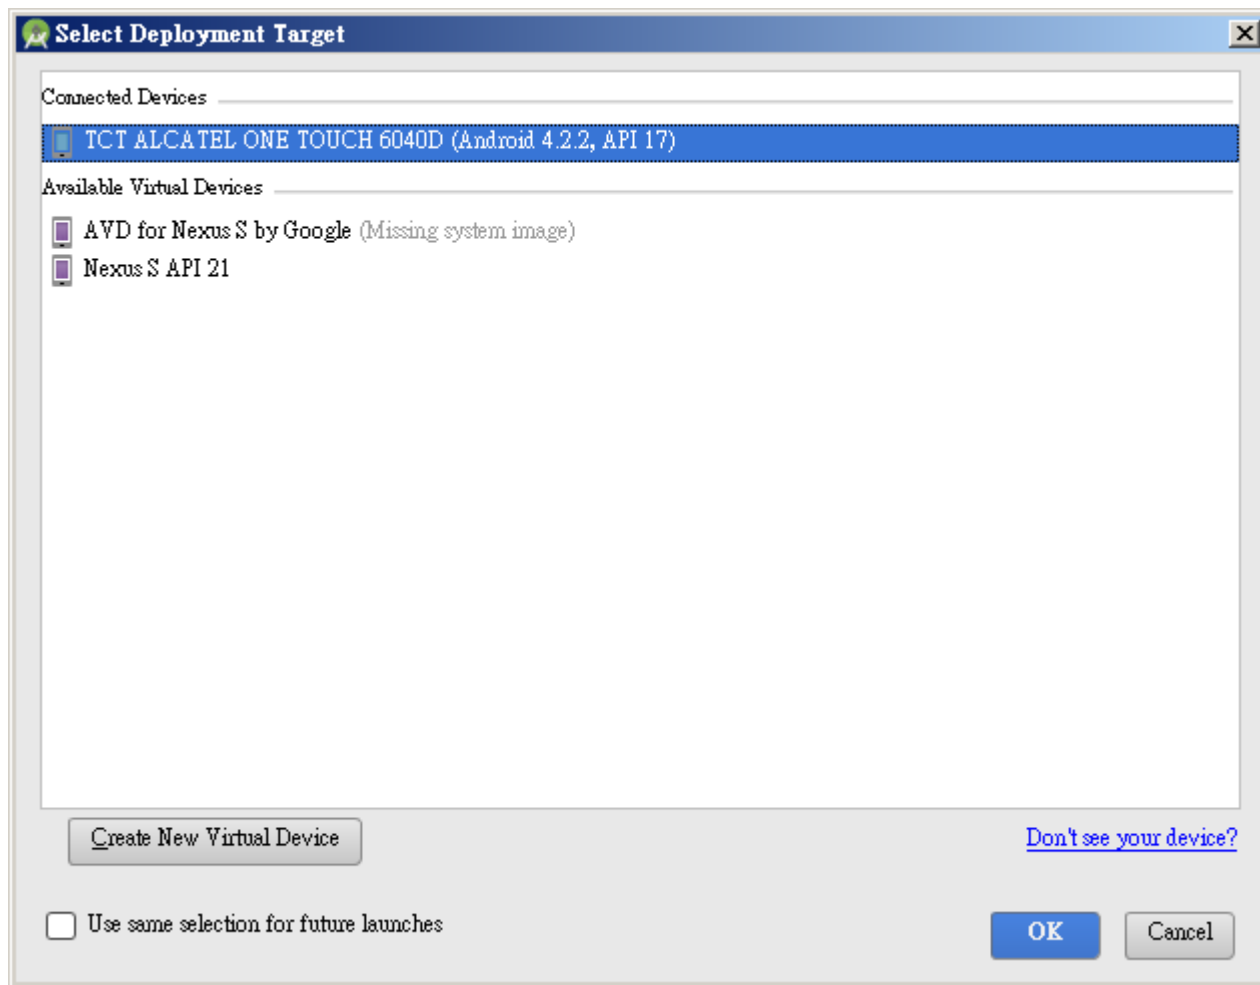 Select Deployment Target
Connected Devices
TCT ALCATEL ONE TOUCH 6040D (Android 4.2.2, API 17)
Available Virtual Devices
AVD for Nexus S by Google (Missing system image)
Nexus S API 21
Create New Virtual Device
Don't see your device?
Use same selection for future launches
OK
Cancel